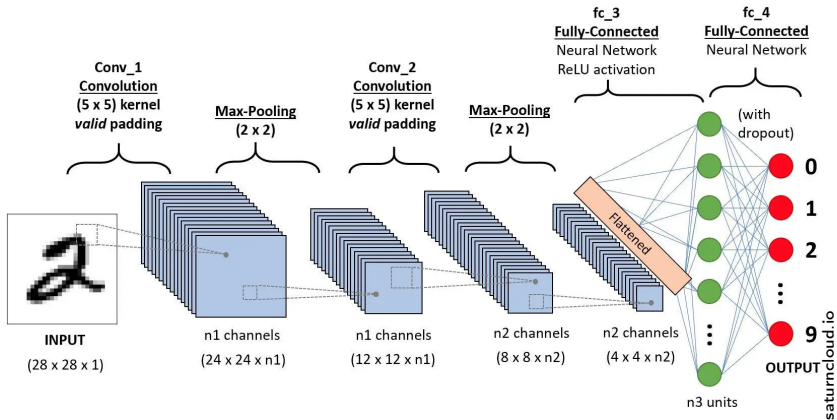 Conv_1
Convolution
(5 x 5) kernel
valid padding
Max-Pooling
(2 x 2)
Conv_2
Convolution
(5 x 5) kernel
valid padding
Max-Pooling
(2 x 2)
fc_3
Fully-Connected
Neural Network
ReLU activation
fc_4
Fully-Connected
Neural Network
(with
dropout)
2
INPUT
(28 x 28 x 1)
n1 channels
(24 x 24 x n1)
n1 channels
(12 x 12 x n1)
n2 channels
(8 x 8 x n2)
n2 channels
(4 x 4 x n2)
Flattened
n3 units
0
1
2
9
OUTPUT
saturncloud.io